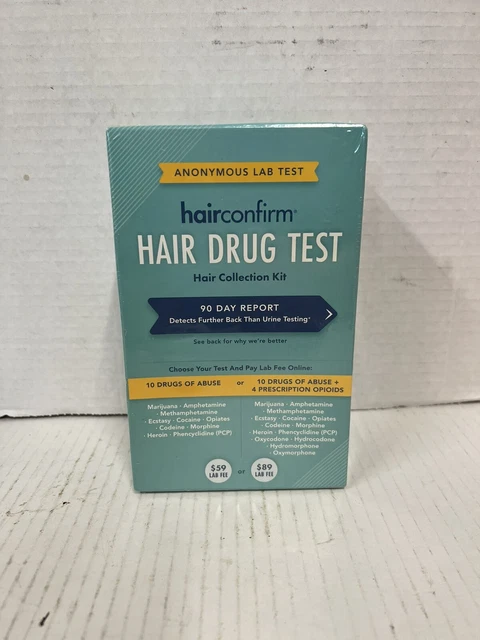 ANONYMOUS LAB TEST
hairconfirm®
HAIR DRUG TEST
Hair Collection Kit
90 DAY REPORT
Detects Further Back Than Urine Testing*
See back for why we're better
Choose Your Test And Pay Lab Fee Online:
10 DRUGS OF ABUSE
or
10 DRUGS OF ABUSE +
4 PRESCRIPTION OPIOIDS
Marijuana · Amphetamine
· Methamphetamine
· Ecstasy · Cocaine · Opiates
· Codeine · Morphine
· Heroin · Phencyclidine (PCP)
Marijuana · Amphetamine
· Methamphetamine
· Ecstasy · Cocaine · Opiates
· Codeine · Morphine
Heroin · Phencyclidine (PCP)
· Oxycodone · Hydrocodone
· Hydromorphone
· Oxymorphone
$59
LAB FEE
or
$89
LAB FEE